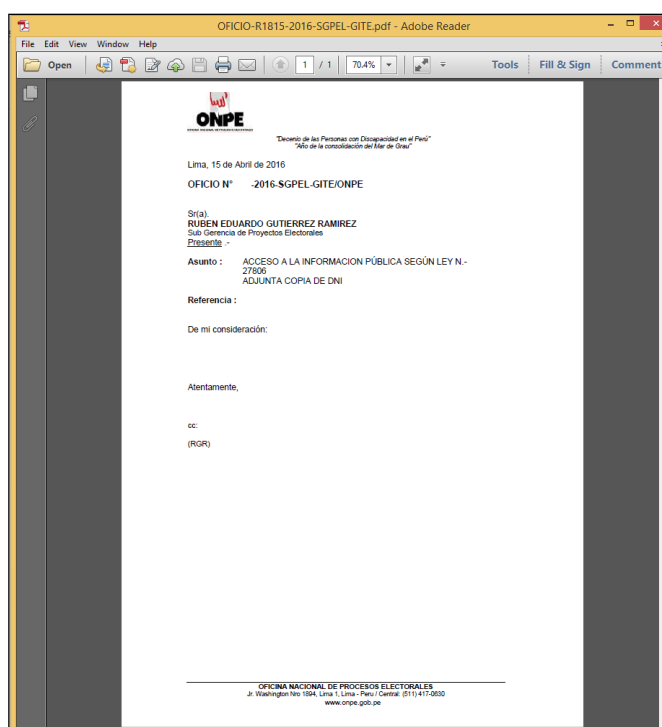 OFICIO-R1815-2016-SGPEL-GITE.pdf - Adobe Reader
File Edit View Window Help
Open 1 / 1 70.4% Tools Fill & Sign Comment
ONPE
OFICINA NACIONAL DE PROCESOS ELECTORALES
"Decenio de las Personas con Discapacidad en el Perú"
"Año de la consolidación del Mar de Grau"
Lima, 15 de Abril de 2016
OFICIO N° -2016-SGPEL-GITE/ONPE
Sr(a).
RUBEN EDUARDO GUTIERREZ RAMIREZ
Sub Gerencia de Proyectos Electorales
Presente .-
Asunto : ACCESO A LA INFORMACION PÚBLICA SEGÚN LEY N.-
27806
ADJUNTA COPIA DE DNI
Referencia :
De mi consideración:
Atentamente,
cc:
(RGR)
OFICINA NACIONAL DE PROCESOS ELECTORALES
Jr. Washington Nro 1894, Lima 1, Lima - Peru / Central: (511) 417-0630
www.onpe.gob.pe